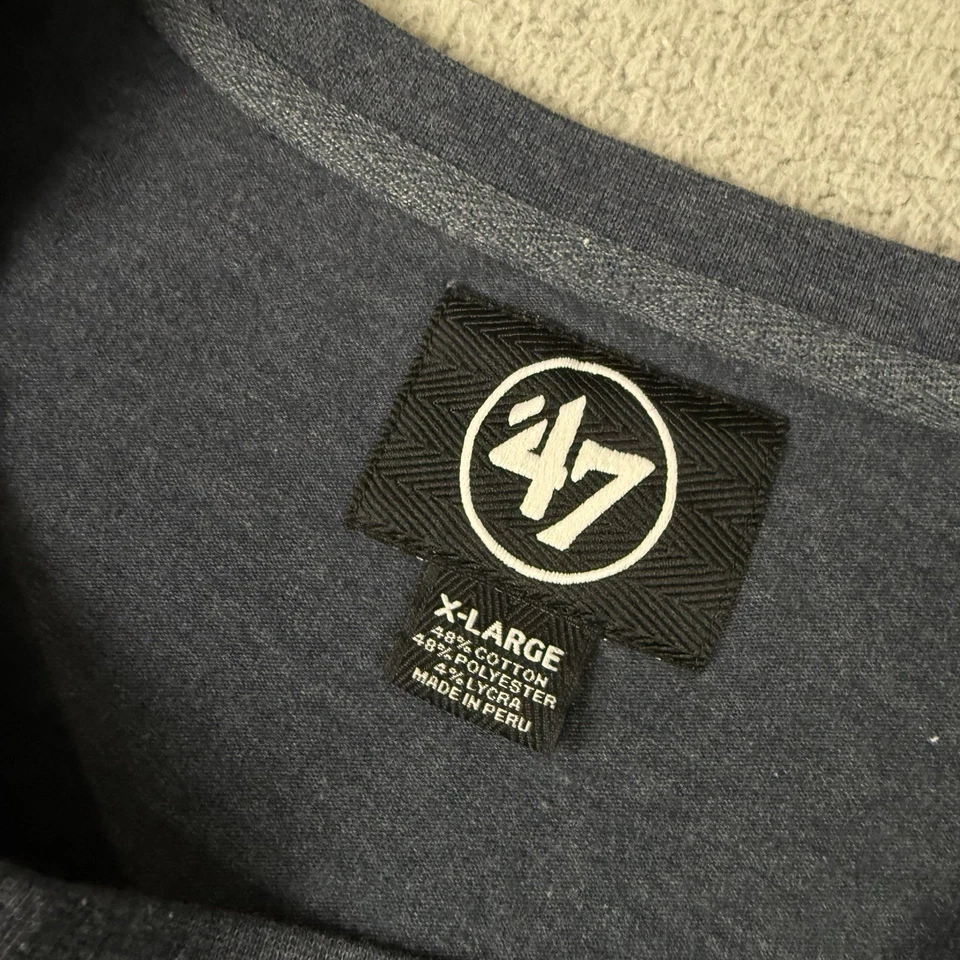 '47
X-LARGE
48% COTTON
48% POLYESTER
4% LYCRA
MADE IN PERU